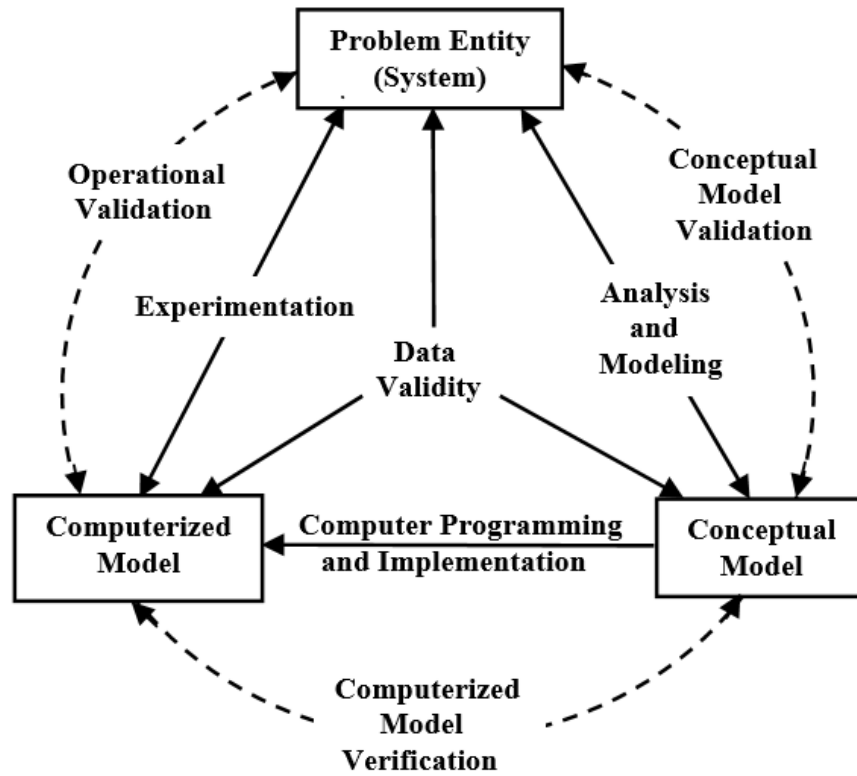 Problem Entity
(System)
Operational
Validation
Conceptual
Model
Validation
Experimentation
Analysis
and
Modeling
Data
Validity
Computerized
Model
Computer Programming
and Implementation
Conceptual
Model
Computerized
Model
Verification